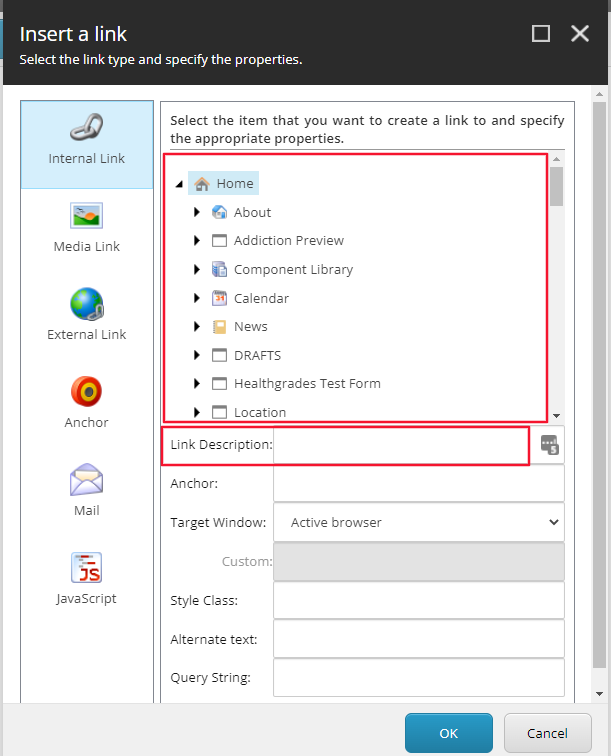 Insert a link
Select the link type and specify the properties.
Internal Link
Media Link
External Link
Anchor
Mail
JS
JavaScript
Select the item that you want to create a link to and specify
the appropriate properties.
Home
About
Addiction Preview
Component Library
31
Calendar
News
DRAFTS
Healthgrades Test Form
Location
Link Description:
Anchor:
Target Window: Active browser
Custom:
Style Class:
Alternate text:
Query String:
OK Cancel